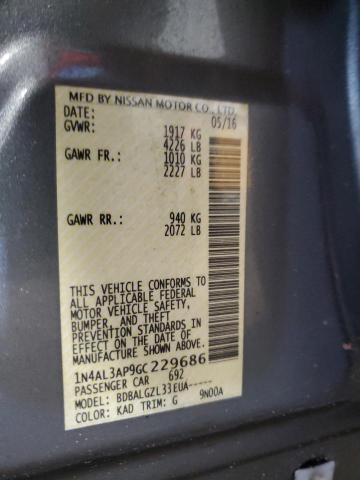 MFD BY NISSAN MOTOR CO., LTD.
DATE: 05/16
GVWR: 1917 KG
4226 LB
GAWR FR.: 1010 KG
2227 LB
GAWR RR.: 940 KG
2072 LB
THIS VEHICLE CONFORMS TO
ALL APPLICABLE FEDERAL
MOTOR VEHICLE SAFETY,
BUMPER, AND THEFT
PREVENTION STANDARDS IN
EFFECT ON THE DATE OF
MANUFACTURE SHOWN ABOVE.
1N4AL3AP9GC229686
PASSENGER CAR 692
MODEL: BDBALGZL33EUA-----
COLOR: KAD TRIM: G 9N00A